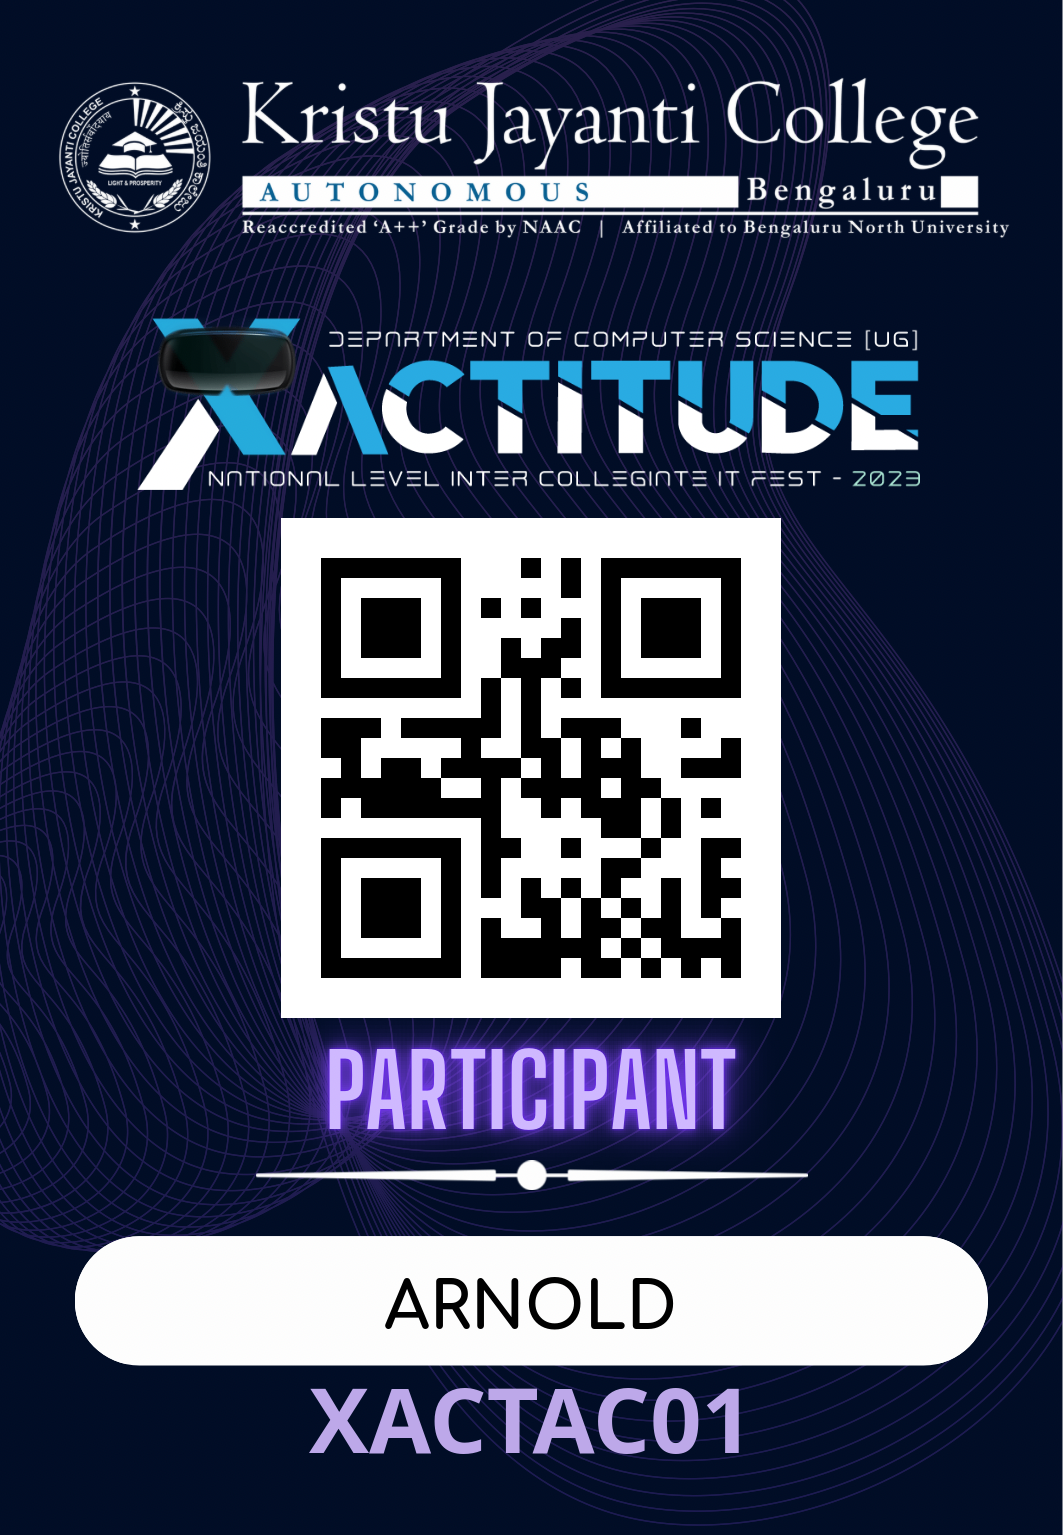 KRISTU JAYANTI COLLEGE
LIGHT & PROSPERITY
Kristu Jayanti College
AUTONOMOUS Bengaluru
Reaccredited ‘A++’ Grade by NAAC | Affiliated to Bengaluru North University
DEPARTMENT OF COMPUTER SCIENCE [UG]
XACTITUDE
NATIONAL LEVEL INTER COLLEGIATE IT FEST - 2023
PARTICIPANT
ARNOLD
XACTAC01